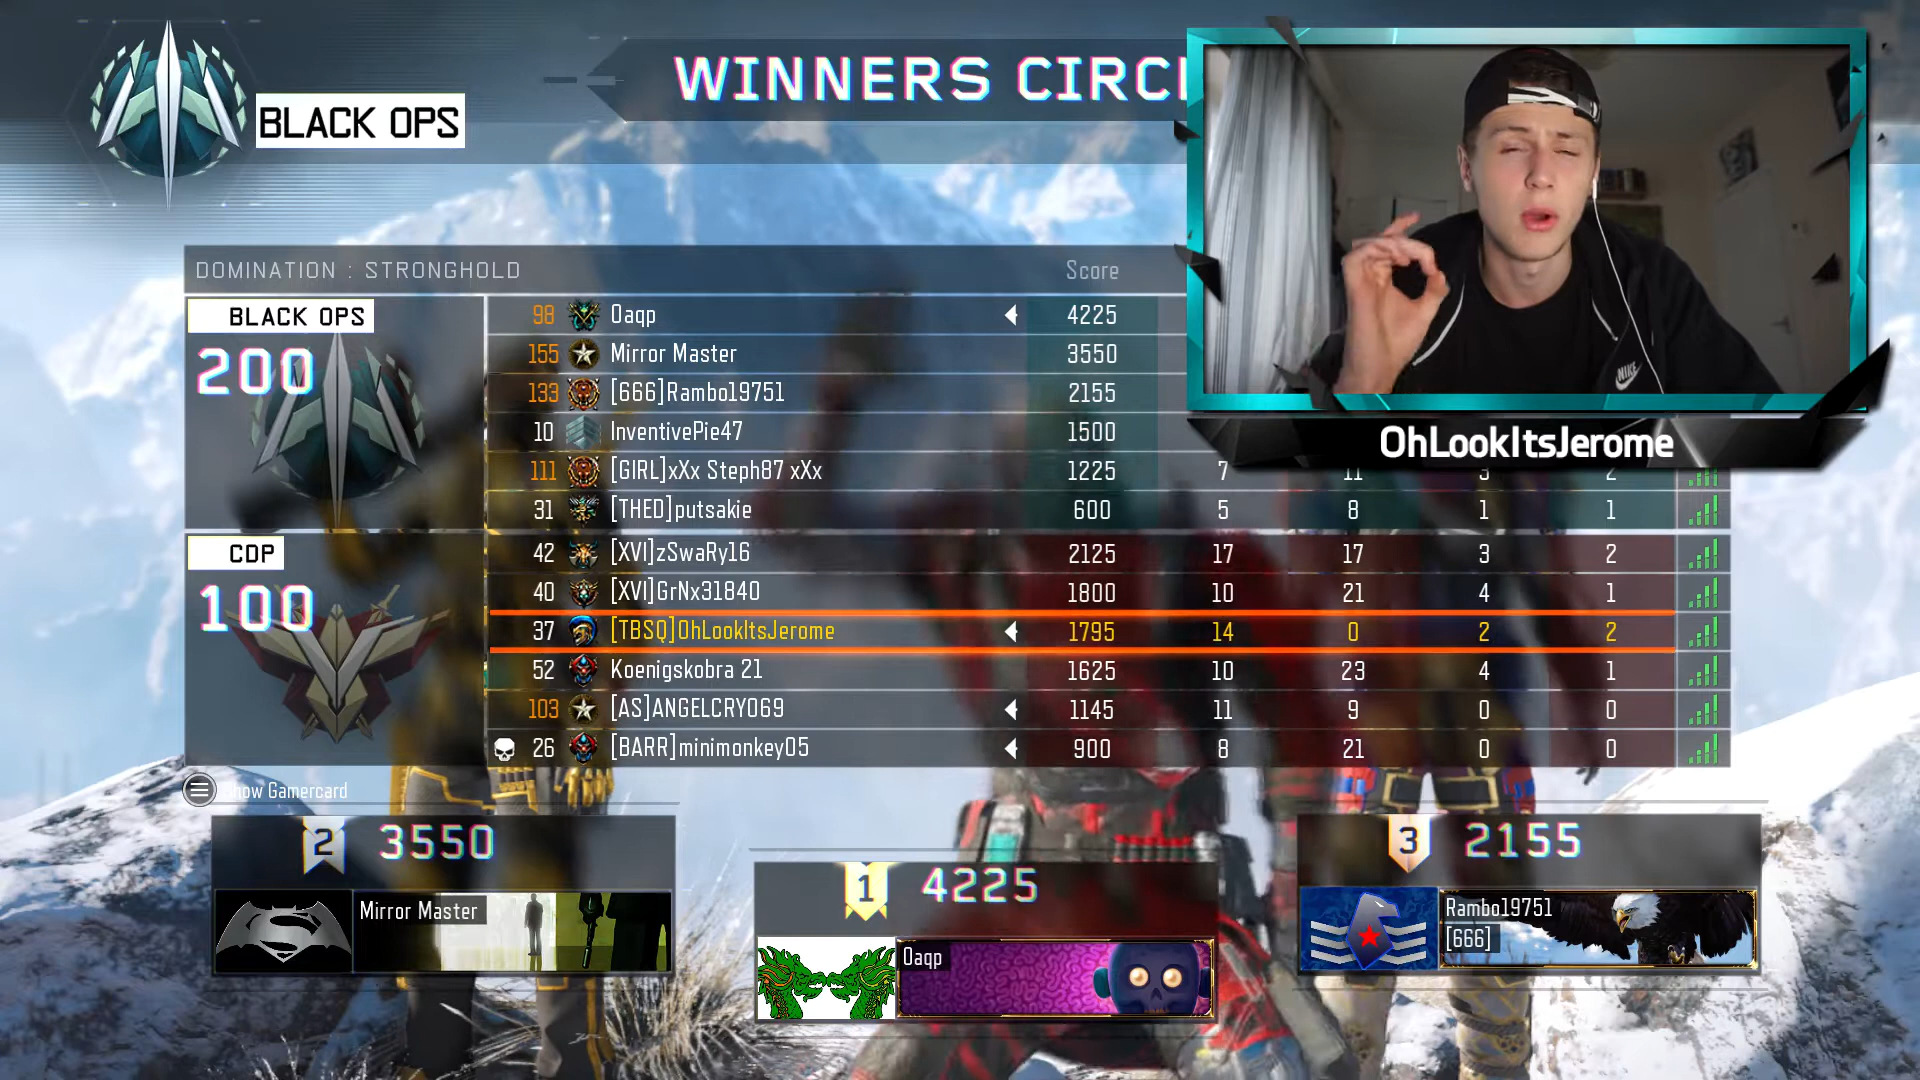 BLACK OPS
WINNERS CIRC
OhLookItsJerome
NIKE
DOMINATION : STRONGHOLD
Score
BLACK OPS
200
98 Oaqp 4225
155 Mirror Master 3550
133 [666]Rambo19751 2155
10 InventivePie47 1500
111 [GIRL]xXx Steph87 xXx 1225 7 11 3 2
31 [THED]putsakie 600 5 8 1 1
CDP
100
42 [XVI]zSwaRy16 2125 17 17 3 2
40 [XVI]GrNx31840 1800 10 21 4 1
37 [TBSQ]OhLookItsJerome 1795 14 0 2 2
52 Koenigskobra 21 1625 10 23 4 1
103 [AS]ANGELCRY069 1145 11 9 0 0
26 [BARR]minimonkey05 900 8 21 0 0
Show Gamercard
2 3550
Mirror Master
1 4225
Oaqp
3 2155
Rambo19751
[666]